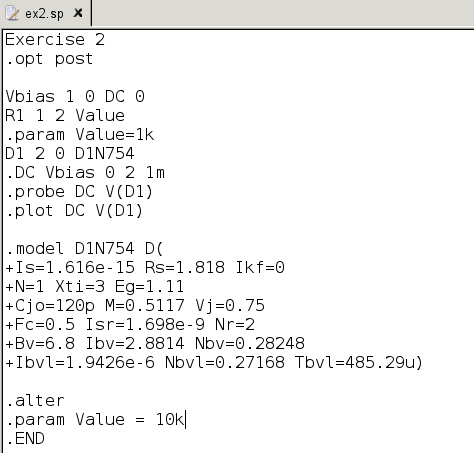 ex2.sp
Exercise 2
.opt post
Vbias 1 0 DC 0
R1 1 2 Value
.param Value=1k
D1 2 0 D1N754
.DC Vbias 0 2 1m
.probe DC V(D1)
.plot DC V(D1)
.model D1N754 D(
+Is=1.616e-15 Rs=1.818 Ikf=0
+N=1 Xti=3 Eg=1.11
+Cjo=120p M=0.5117 Vj=0.75
+Fc=0.5 Isr=1.698e-9 Nr=2
+Bv=6.8 Ibv=2.8814 Nbv=0.28248
+Ibvl=1.9426e-6 Nbvl=0.27168 Tbvl=485.29u)
.alter
.param Value = 10k
.END